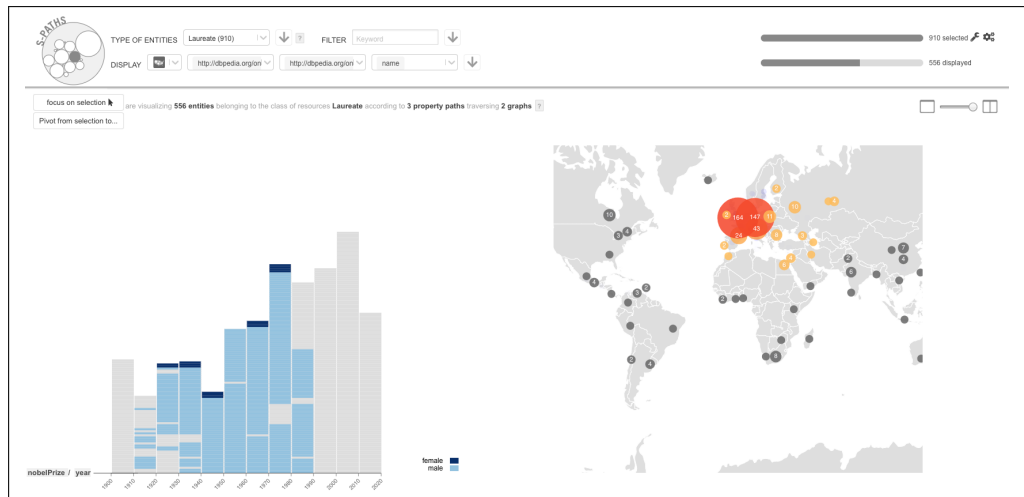 S-PATHS
TYPE OF ENTITIES Laureate (910) ? FILTER Keyword 910 selected
DISPLAY http://dbpedia.org/on http://dbpedia.org/on name 556 displayed
focus on selection are visualizing 556 entities belonging to the class of resources Laureate according to 3 property paths traversing 2 graphs ?
Pivot from selection to...
10
3 4
2 164 147 11
24 43
10
7
4
2
6
4
3 2
2
2 4
8
female
male
nobelPrize / year
1900 1910 1920 1930 1940 1950 1960 1970 1980 1990 2000 2010 2020